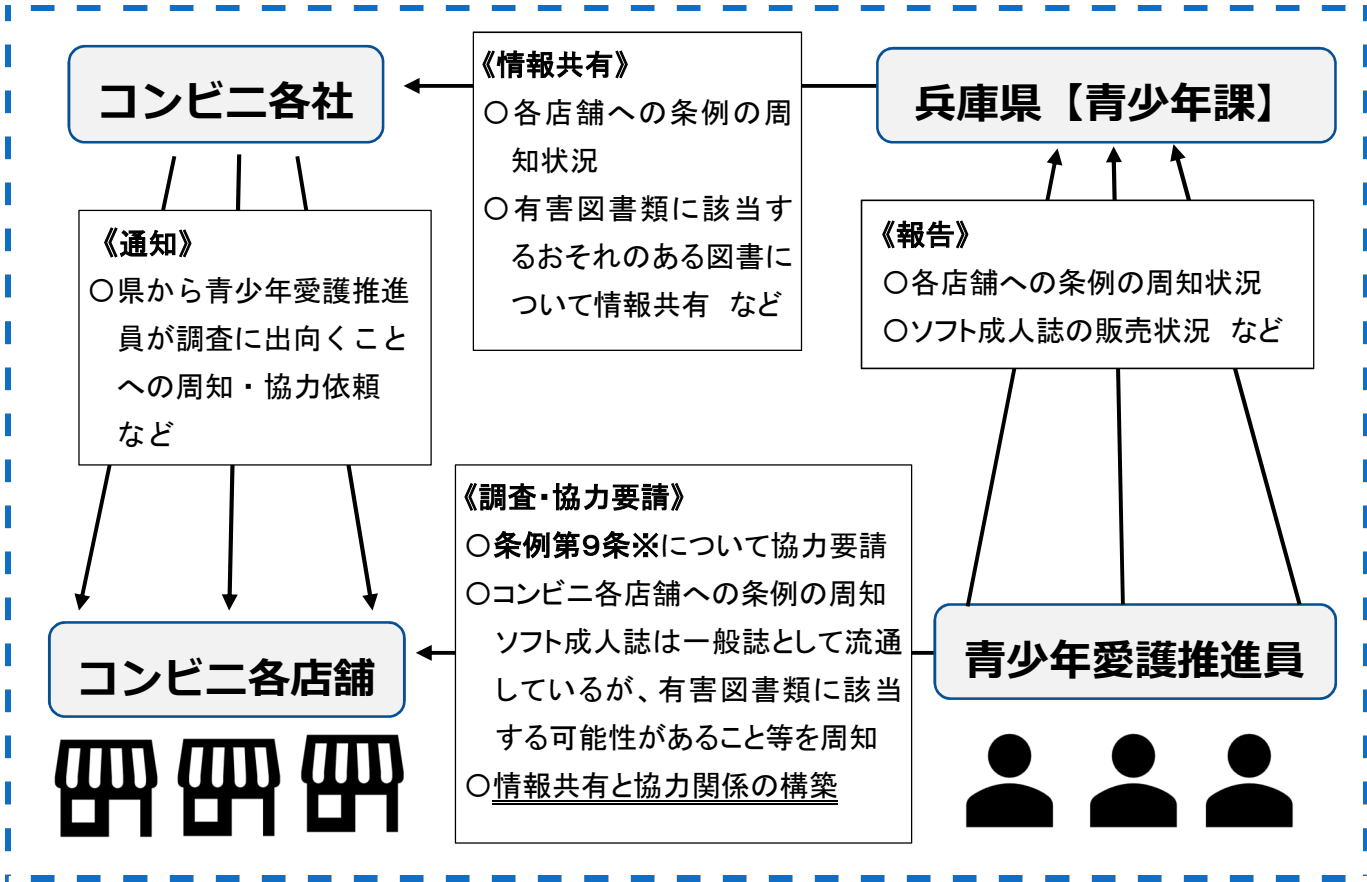 コンビニ各社
《情報共有》
○各店舗への条例の周
知状況
○有害図書類に該当す
るおそれのある図書に
ついて情報共有 など
兵庫県【青少年課】
《通知》
○県から青少年愛護推進
員が調査に出向くこと
への周知・協力依頼
など
《報告》
○各店舗への条例の周知状況
○ソフト成人誌の販売状況 など
《調査・協力要請》
○条例第9条※について協力要請
○コンビニ各店舗への条例の周知
ソフト成人誌は一般誌として流通
しているが、有害図書類に該当
する可能性があること等を周知
○情報共有と協力関係の構築
コンビニ各店舗
青少年愛護推進員